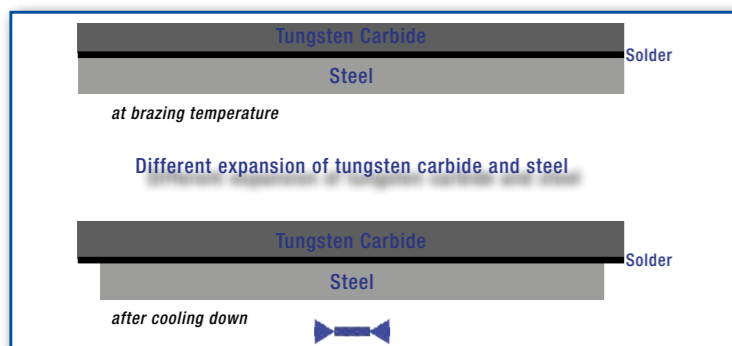 Tungsten Carbide
Solder
Steel
at brazing temperature
Different expansion of tungsten carbide and steel
Tungsten Carbide
Solder
Steel
after cooling down